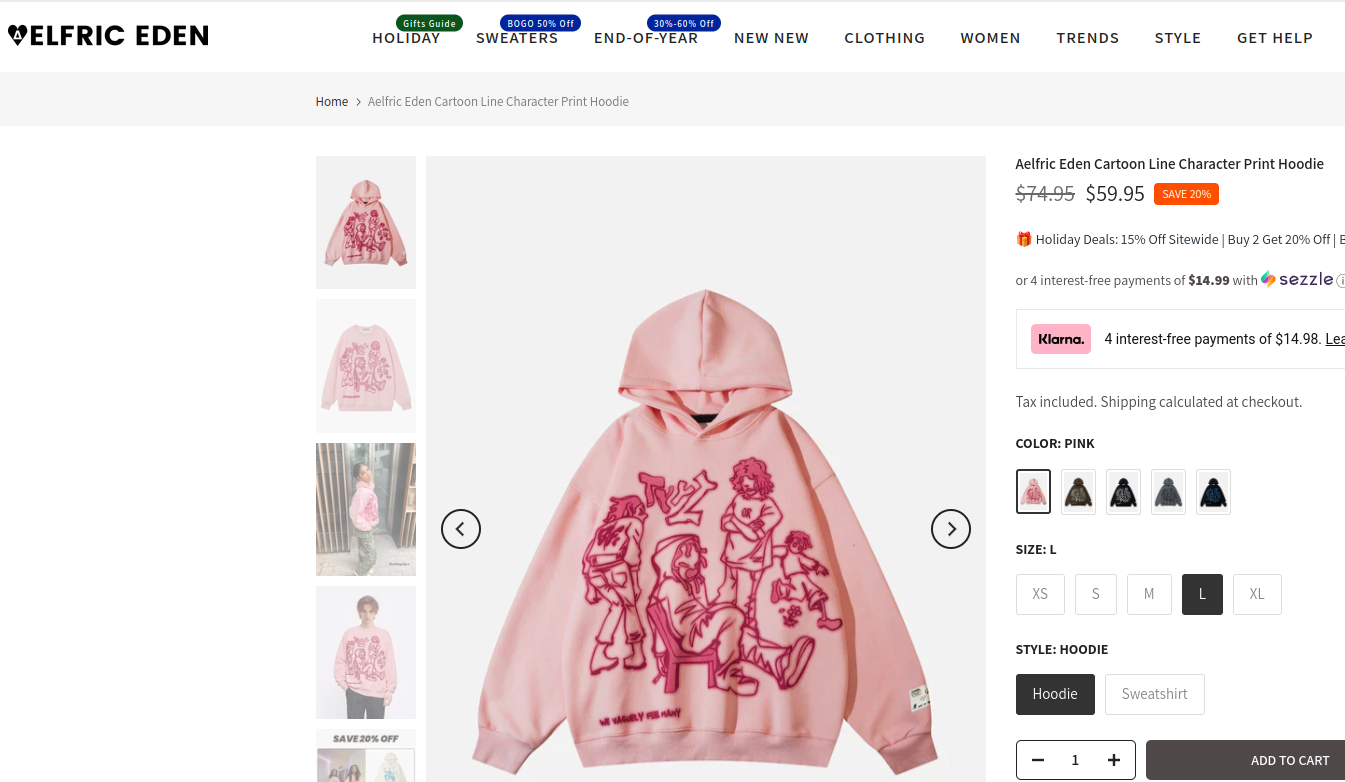 AELFRIC EDEN
Gifts Guide
BOGO 50% Off
30%-60% Off
HOLIDAY
SWEATERS
END-OF-YEAR
NEW NEW
CLOTHING
WOMEN
TRENDS
STYLE
GET HELP
Home > Aelfric Eden Cartoon Line Character Print Hoodie
SAVE 20% OFF
WE VAGUELY FEE MANY
Aelfric Eden Cartoon Line Character Print Hoodie
$74.95 $59.95 SAVE 20%
🎁 Holiday Deals: 15% Off Sitewide | Buy 2 Get 20% Off | B
or 4 interest-free payments of $14.99 with sezzle
Klarna. 4 interest-free payments of $14.98. Lea
Tax included. Shipping calculated at checkout.
COLOR: PINK
SIZE: L
XS
S
M
L
XL
STYLE: HOODIE
Hoodie
Sweatshirt
− 1 +
ADD TO CART